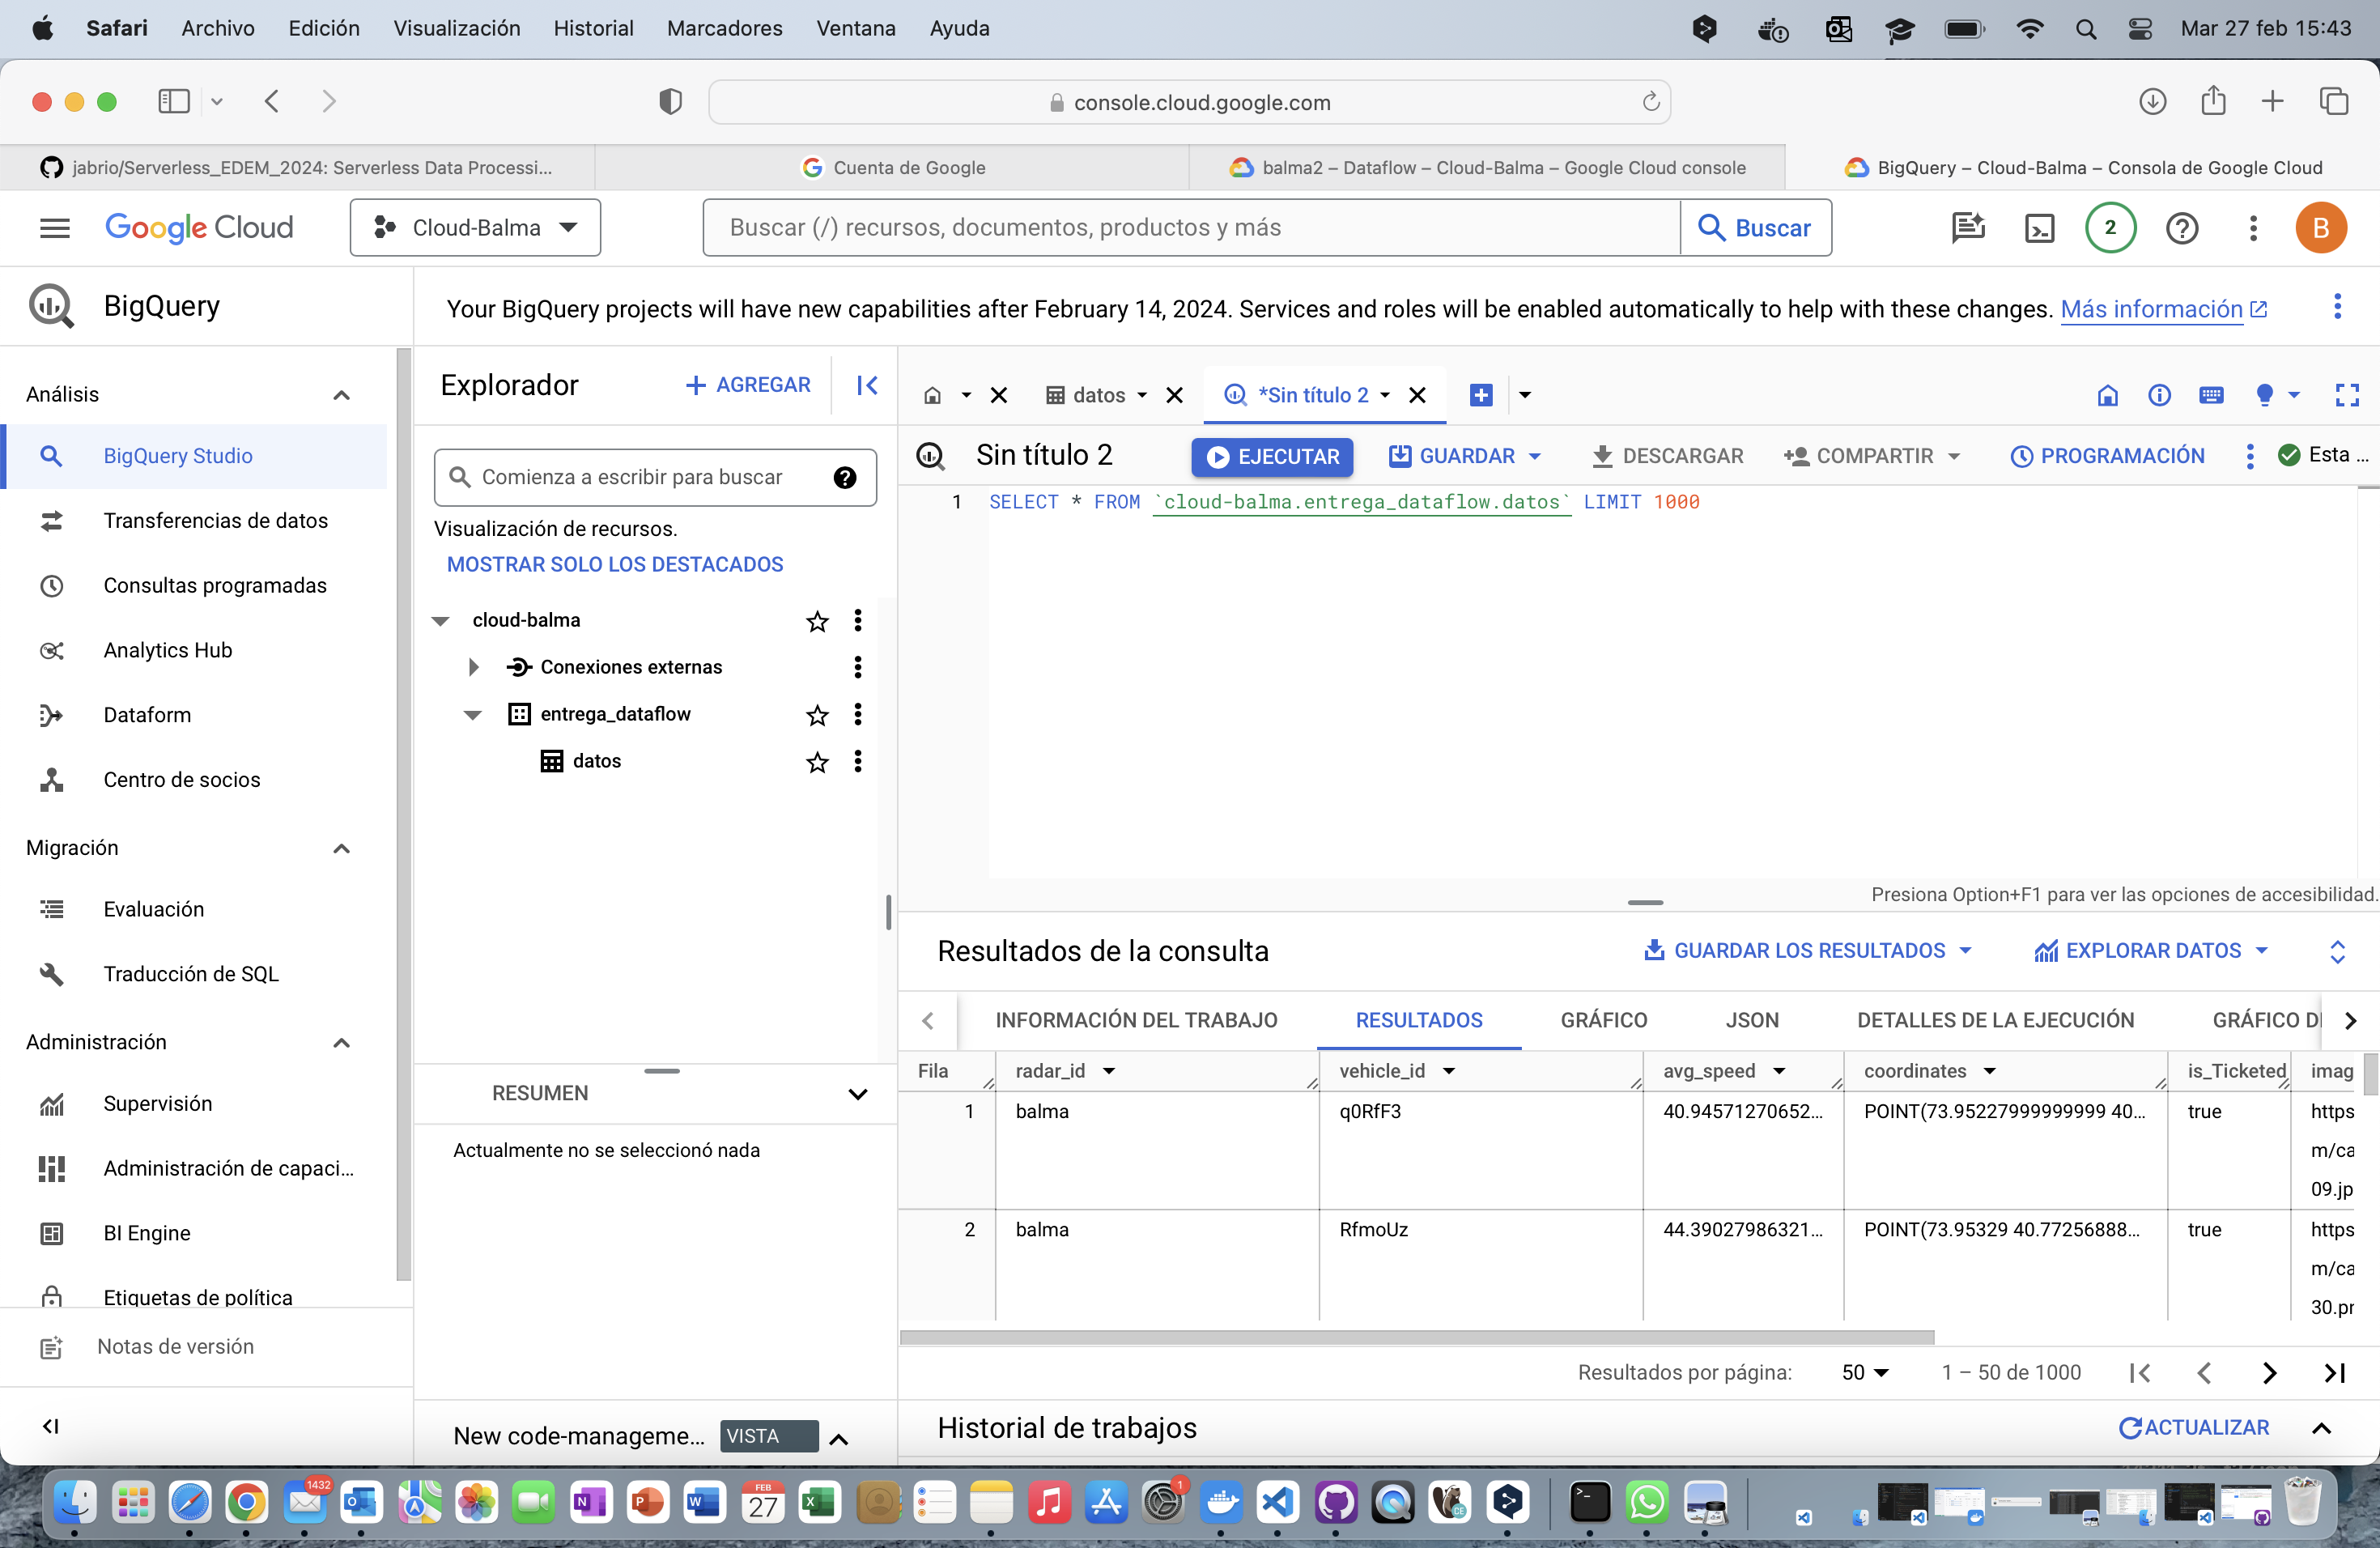 Safari Archivo Edición Visualización Historial Marcadores Ventana Ayuda Mar 27 feb 15:43
console.cloud.google.com
jabrio/Serverless_EDEM_2024: Serverless Data Processi... Cuenta de Google balma2 – Dataflow – Cloud-Balma – Google Cloud console BigQuery – Cloud-Balma – Consola de Google Cloud
Google Cloud Cloud-Balma Buscar (/) recursos, documentos, productos y más Buscar 2 B
BigQuery
Your BigQuery projects will have new capabilities after February 14, 2024. Services and roles will be enabled automatically to help with these changes. Más información
Análisis
BigQuery Studio
Transferencias de datos
Consultas programadas
Analytics Hub
Dataform
Centro de socios
Migración
Evaluación
Traducción de SQL
Administración
Supervisión
Administración de capaci...
BI Engine
Etiquetas de política
Notas de versión
Explorador AGREGAR
Comienza a escribir para buscar
Visualización de recursos.
MOSTRAR SOLO LOS DESTACADOS
cloud-balma
Conexiones externas
entrega_dataflow
datos
RESUMEN
Actualmente no se seleccionó nada
New code-manageme... VISTA
datos *Sin título 2
Sin título 2 EJECUTAR GUARDAR DESCARGAR COMPARTIR PROGRAMACIÓN Esta ...
1 SELECT * FROM `cloud-balma.entrega_dataflow.datos` LIMIT 1000
Presiona Option+F1 para ver las opciones de accesibilidad.
Resultados de la consulta GUARDAR LOS RESULTADOS EXPLORAR DATOS
INFORMACIÓN DEL TRABAJO RESULTADOS GRÁFICO JSON DETALLES DE LA EJECUCIÓN GRÁFICO DE
Fila radar_id vehicle_id avg_speed coordinates is_Ticketed imag
1 balma q0RfF3 40.94571270652... POINT(73.95227999999999 40... true https
m/ca
09.jp
2 balma RfmoUz 44.39027986321... POINT(73.95329 40.77256888... true https
m/ca
30.pr
Resultados por página: 50 1 – 50 de 1000
Historial de trabajos ACTUALIZAR
1432 FEB 27 1